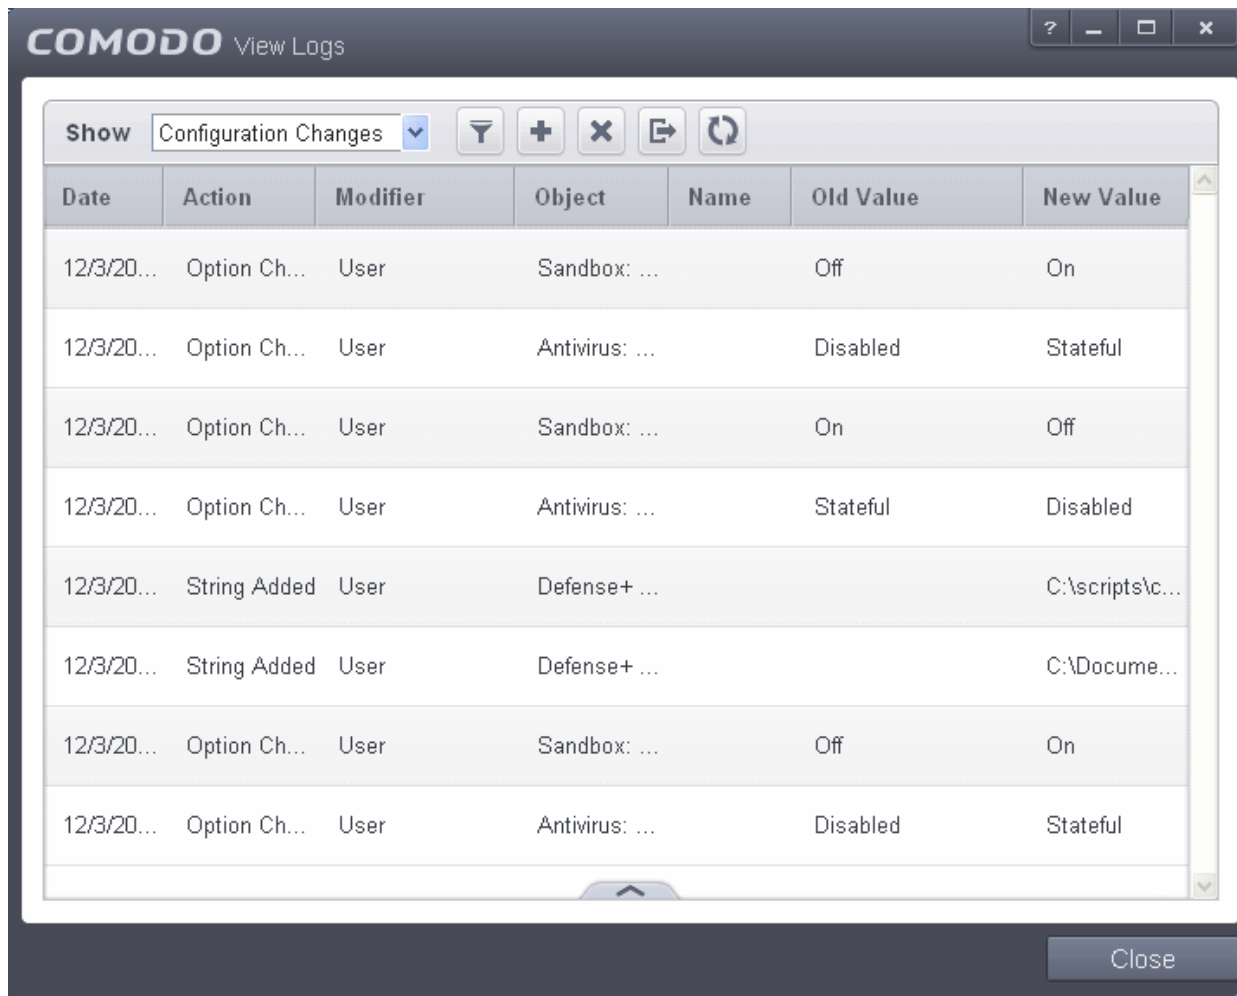 COMODO View Logs ?
Show Configuration Changes
Date Action Modifier Object Name Old Value New Value
12/3/20... Option Ch... User Sandbox: ... Off On
12/3/20... Option Ch... User Antivirus: ... Disabled Stateful
12/3/20... Option Ch... User Sandbox: ... On Off
12/3/20... Option Ch... User Antivirus: ... Stateful Disabled
12/3/20... String Added User Defense+ ... C:\scripts\c...
12/3/20... String Added User Defense+ ... C:\Docume...
12/3/20... Option Ch... User Sandbox: ... Off On
12/3/20... Option Ch... User Antivirus: ... Disabled Stateful
Close